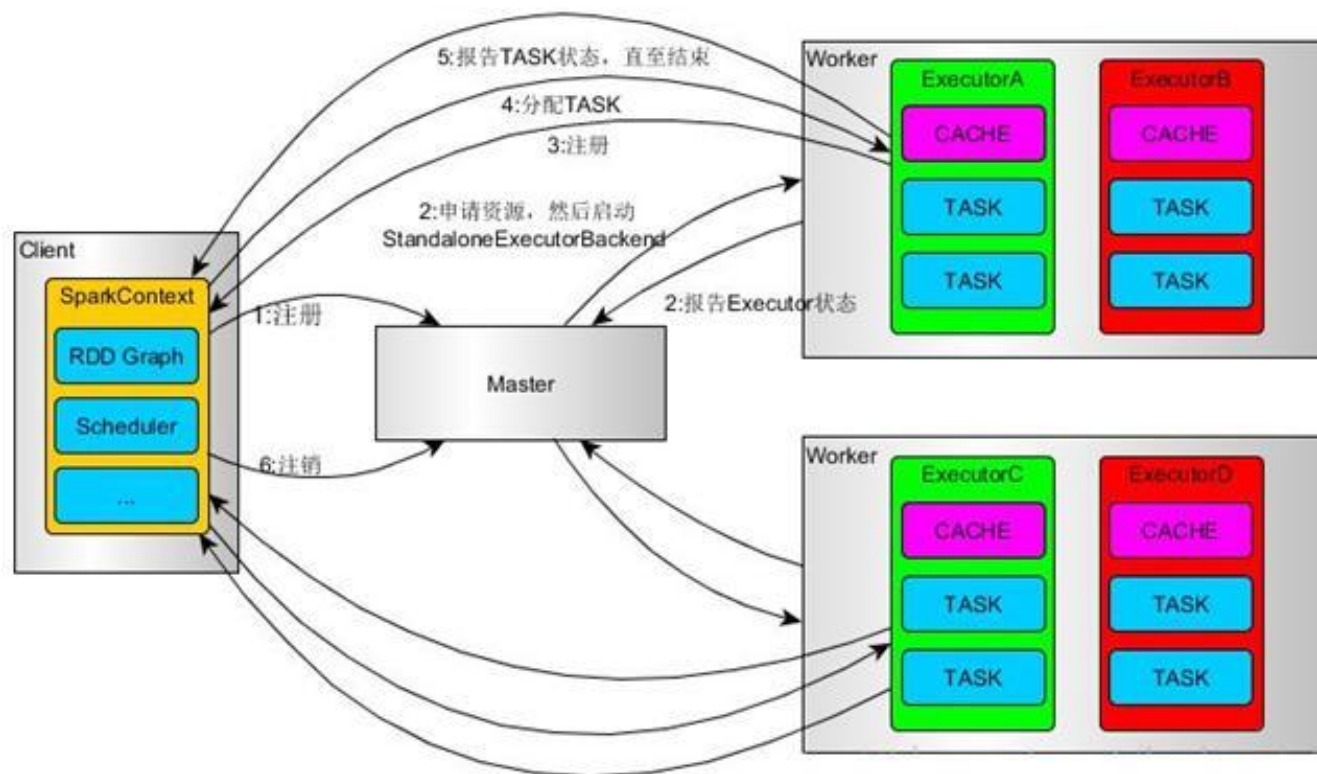 5:报告TASK状态，直至结束
4:分配TASK
3:注册
2:申请资源，然后启动
StandaloneExecutorBackend
Client
SparkContext
RDD Graph
Scheduler
...
1:注册
2:报告Executor状态
Master
6:注销
Worker
ExecutorA
CACHE
TASK
TASK
ExecutorB
CACHE
TASK
TASK
Worker
ExecutorC
CACHE
TASK
TASK
ExecutorD
CACHE
TASK
TASK